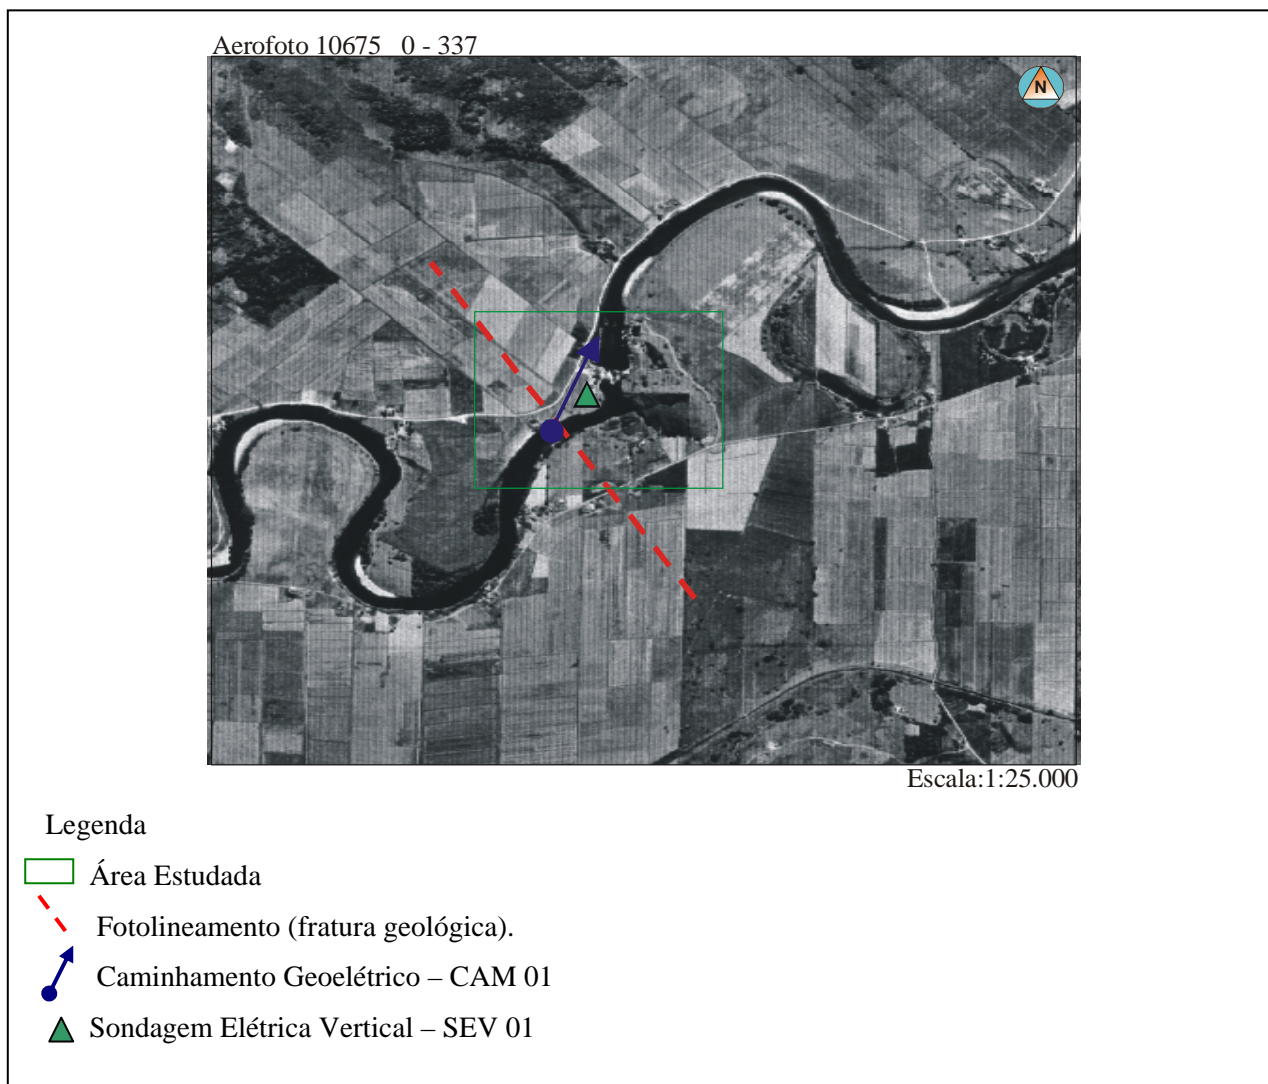 Aerofoto 10675   0 - 337
N
Escala:1:25.000
Legenda
Área Estudada
Fotolineamento (fratura geológica).
Caminhamento Geoelétrico – CAM 01
Sondagem Elétrica Vertical – SEV 01